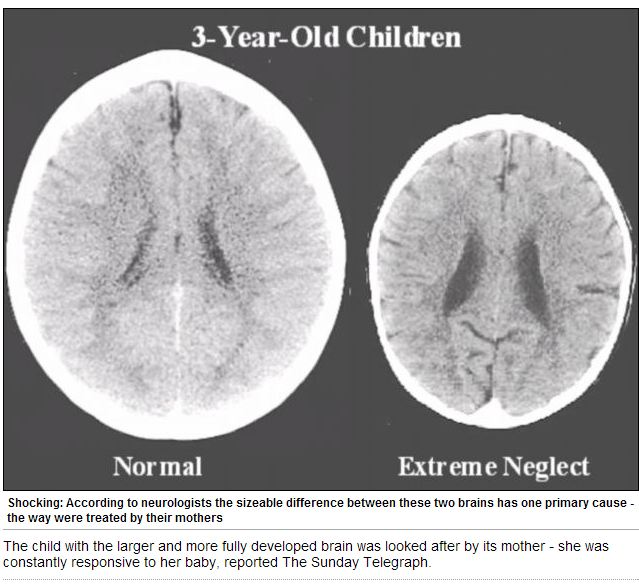 3-Year-Old Children
Normal
Extreme Neglect
Shocking: According to neurologists the sizeable difference between these two brains has one primary cause -
the way were treated by their mothers
The child with the larger and more fully developed brain was looked after by its mother - she was
constantly responsive to her baby, reported The Sunday Telegraph.